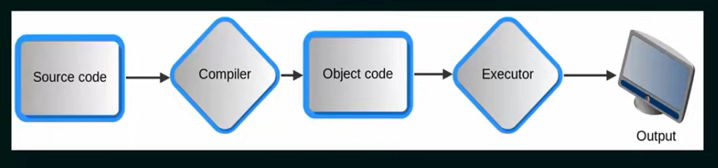 Source code
Compiler
Object code
Executor
Output